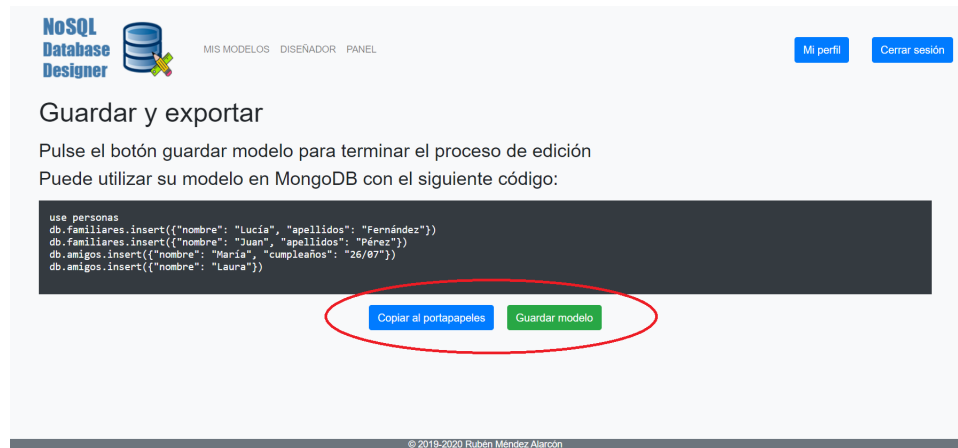 NoSQL
Database
Designer
MIS MODELOS DISEÑADOR PANEL
Mi perfil
Cerrar sesión
Guardar y exportar
Pulse el botón guardar modelo para terminar el proceso de edición
Puede utilizar su modelo en MongoDB con el siguiente código:
use personas
db.familiares.insert({"nombre": "Lucía", "apellidos": "Fernández"})
db.familiares.insert({"nombre": "Juan", "apellidos": "Pérez"})
db.amigos.insert({"nombre": "María", "cumpleaños": "26/07"})
db.amigos.insert({"nombre": "Laura"})
Copiar al portapapeles
Guardar modelo
© 2019-2020 Rubén Méndez Alarcón